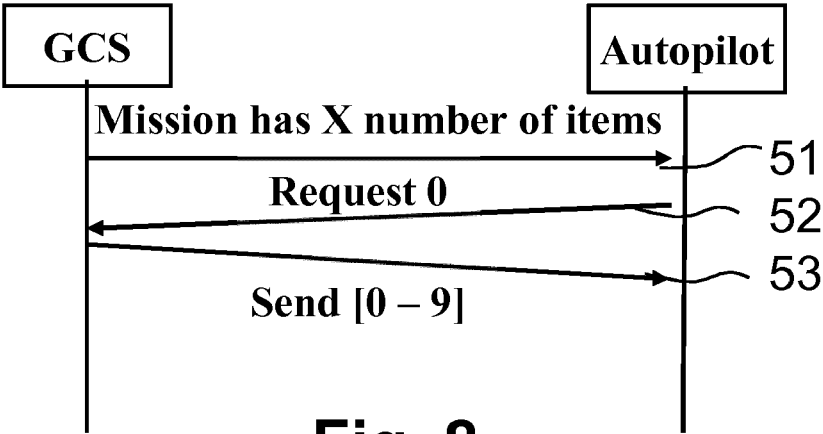 GCS
Autopilot
Mission has X number of items
51
Request 0
52
53
Send [0 – 9]